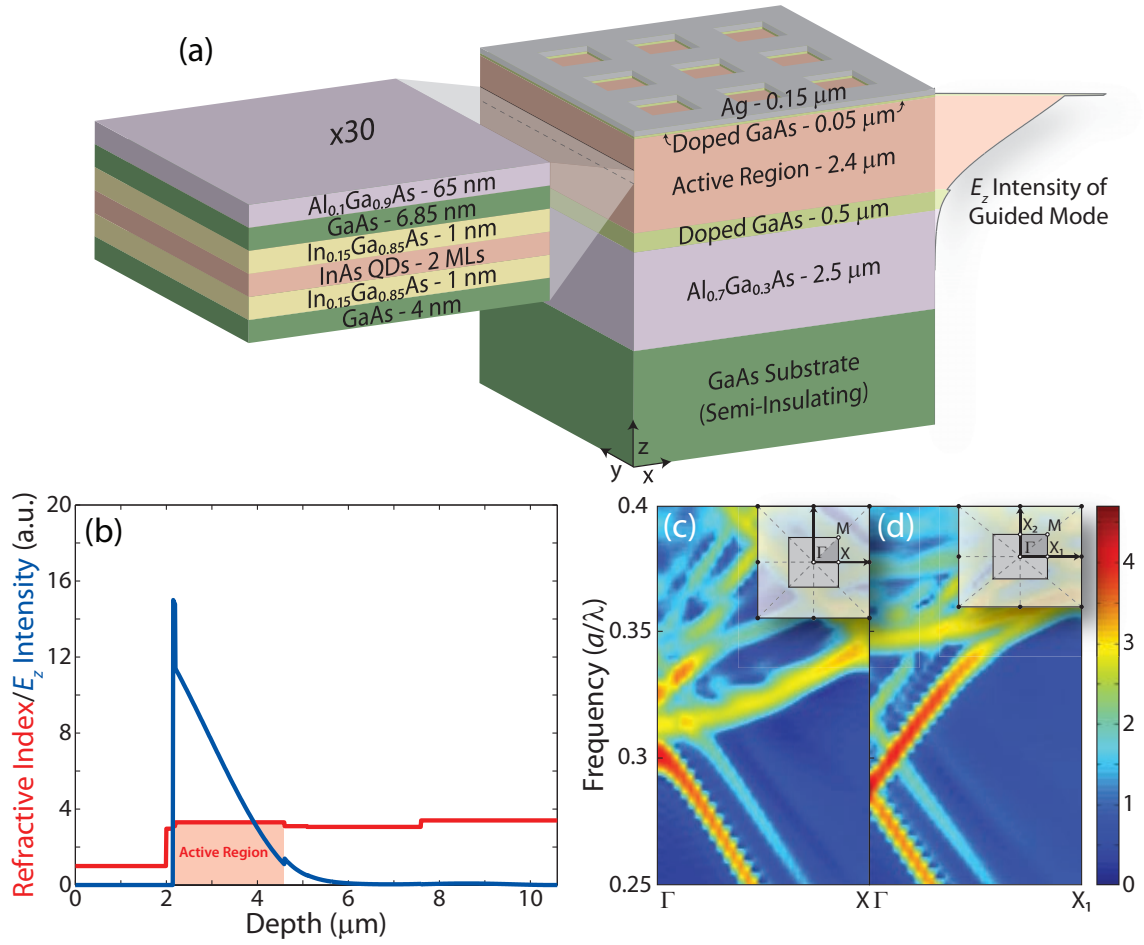 (a)
x30
Al0.1Ga0.9As - 65 nm
GaAs - 6.85 nm
In0.15Ga0.85As - 1 nm
InAs QDs - 2 MLs
In0.15Ga0.85As - 1 nm
GaAs - 4 nm
Ag - 0.15 μm
Doped GaAs - 0.05 μm
Active Region - 2.4 μm
Doped GaAs - 0.5 μm
Al0.7Ga0.3As - 2.5 μm
GaAs Substrate
(Semi-Insulating)
z
y
x
Ez Intensity of
Guided Mode
(b)
Refractive Index/Ez Intensity (a.u.)
20
16
12
8
4
0
Active Region
0 2 4 6 8 10
Depth (μm)
(c)
Frequency (a/λ)
0.4
0.35
0.3
0.25
M
Γ
X
Γ X
(d)
X2
M
Γ
X1
Γ X1
4
3
2
1
0